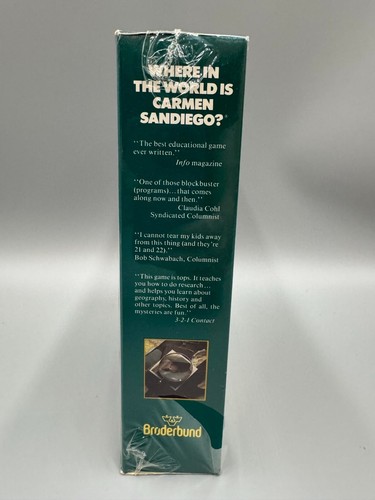 WHERE IN
THE WORLD IS
CARMEN
SANDIEGO?®
"The best educational game
ever written."
Info magazine
"One of those blockbuster
(programs)...that comes
along now and then."
Claudia Cohl
Syndicated Columnist
"I cannot tear my kids away
from this thing (and they're
21 and 22)."
Bob Schwabach, Columnist
"This game is tops. It teaches
you how to do research...
and helps you learn about
geography, history and
other topics. Best of all, the
mysteries are fun."
3-2-1 Contact
Brøderbund